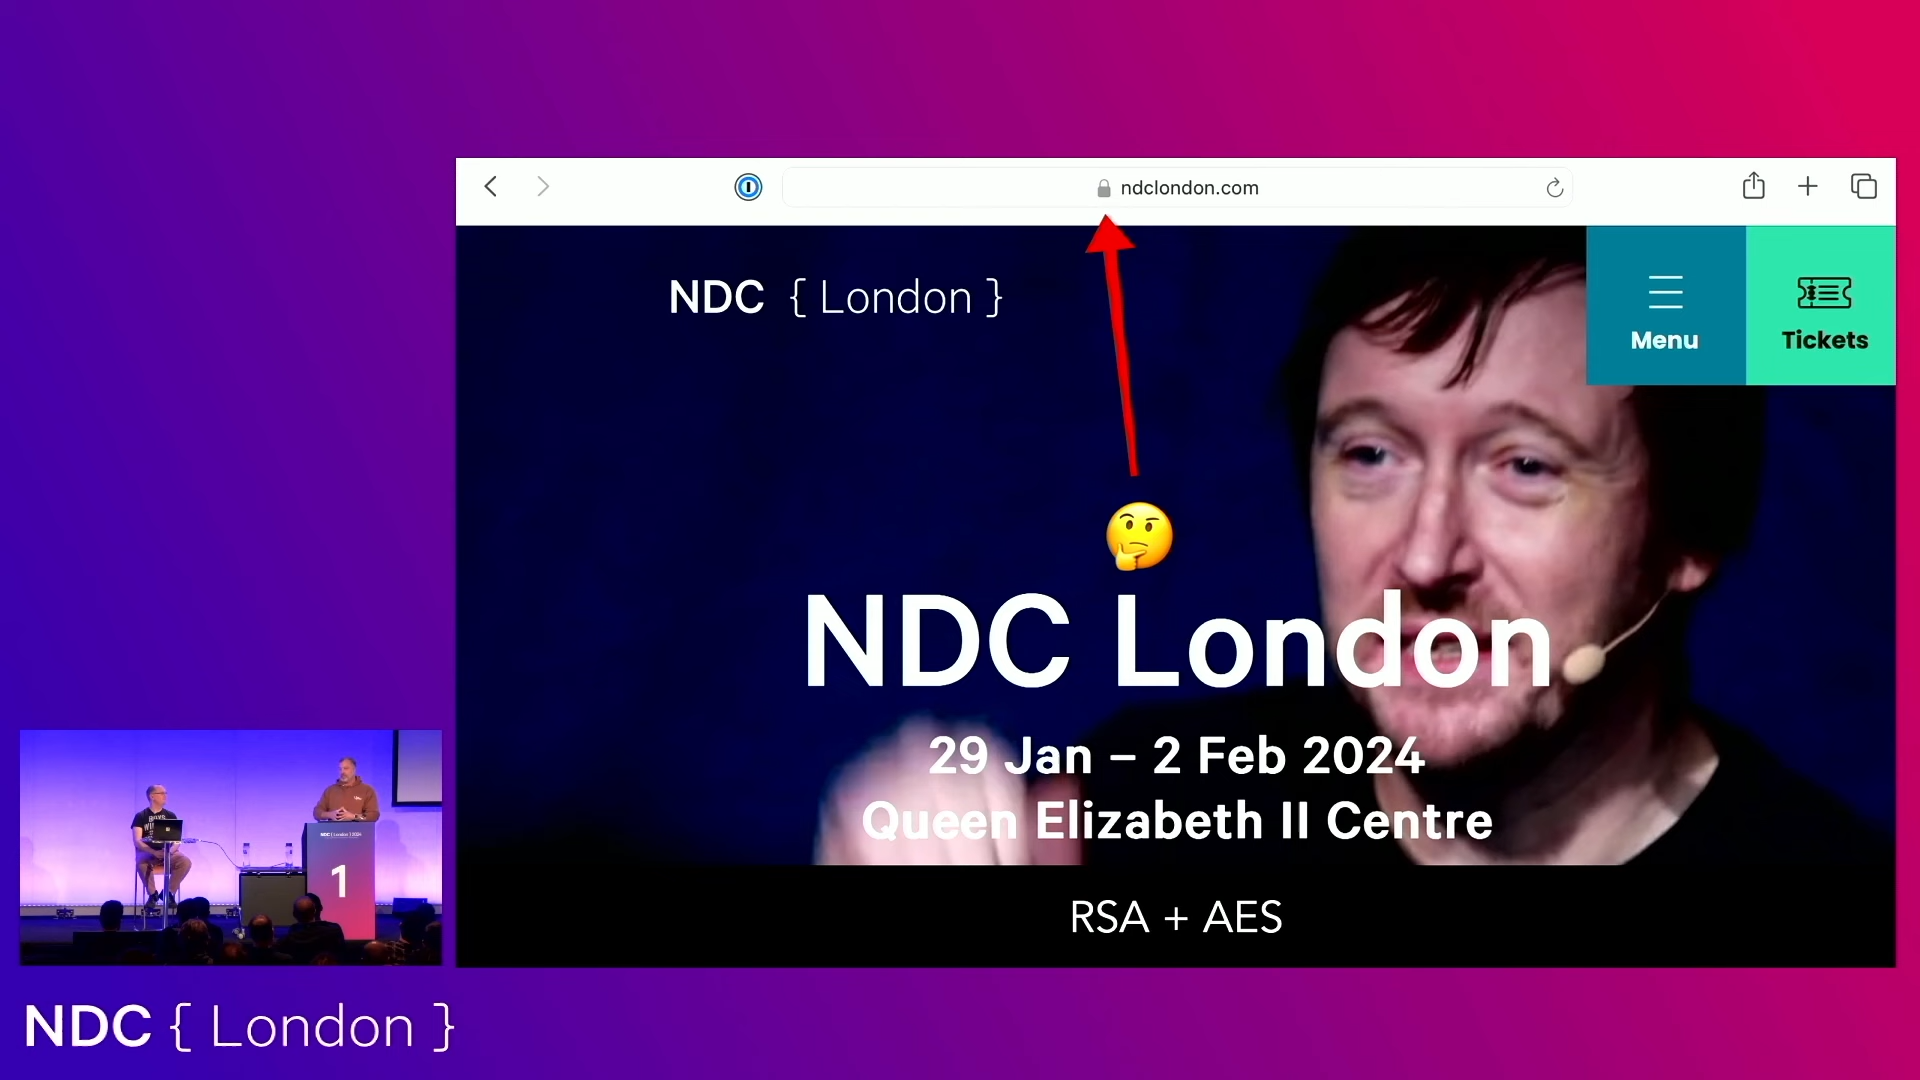 ndclondon.com
NDC { London }
Menu
Tickets
NDC London
29 Jan – 2 Feb 2024
Queen Elizabeth II Centre
RSA + AES
1
NDC { London }